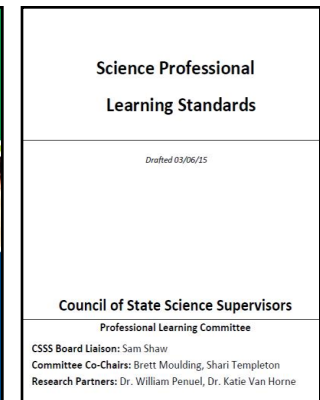 Science Professional
Learning Standards
Drafted 03/06/15
Council of State Science Supervisors
Professional Learning Committee
CSSS Board Liaison: Sam Shaw
Committee Co-Chairs: Brett Moulding, Shari Templeton
Research Partners: Dr. William Penuel, Dr. Katie Van Horne